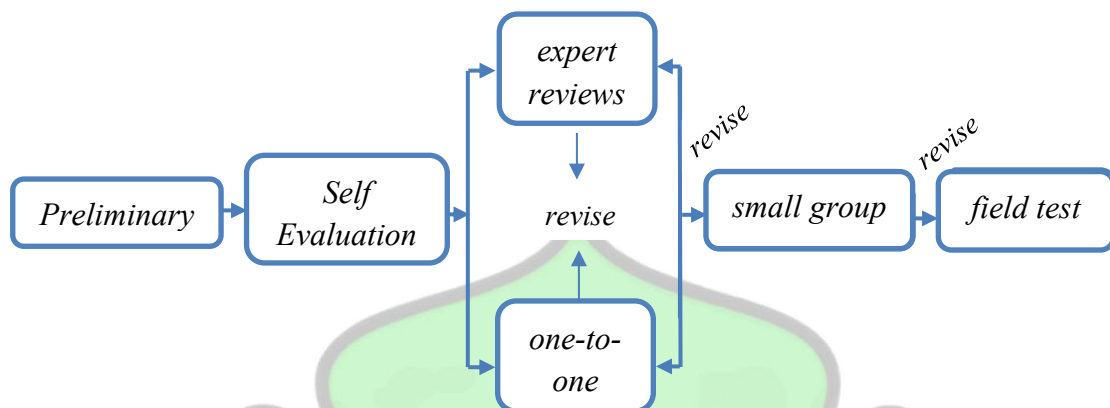 Preliminary
Self
Evaluation
expert
reviews
revise
one-to-
one
revise
small group
revise
field test